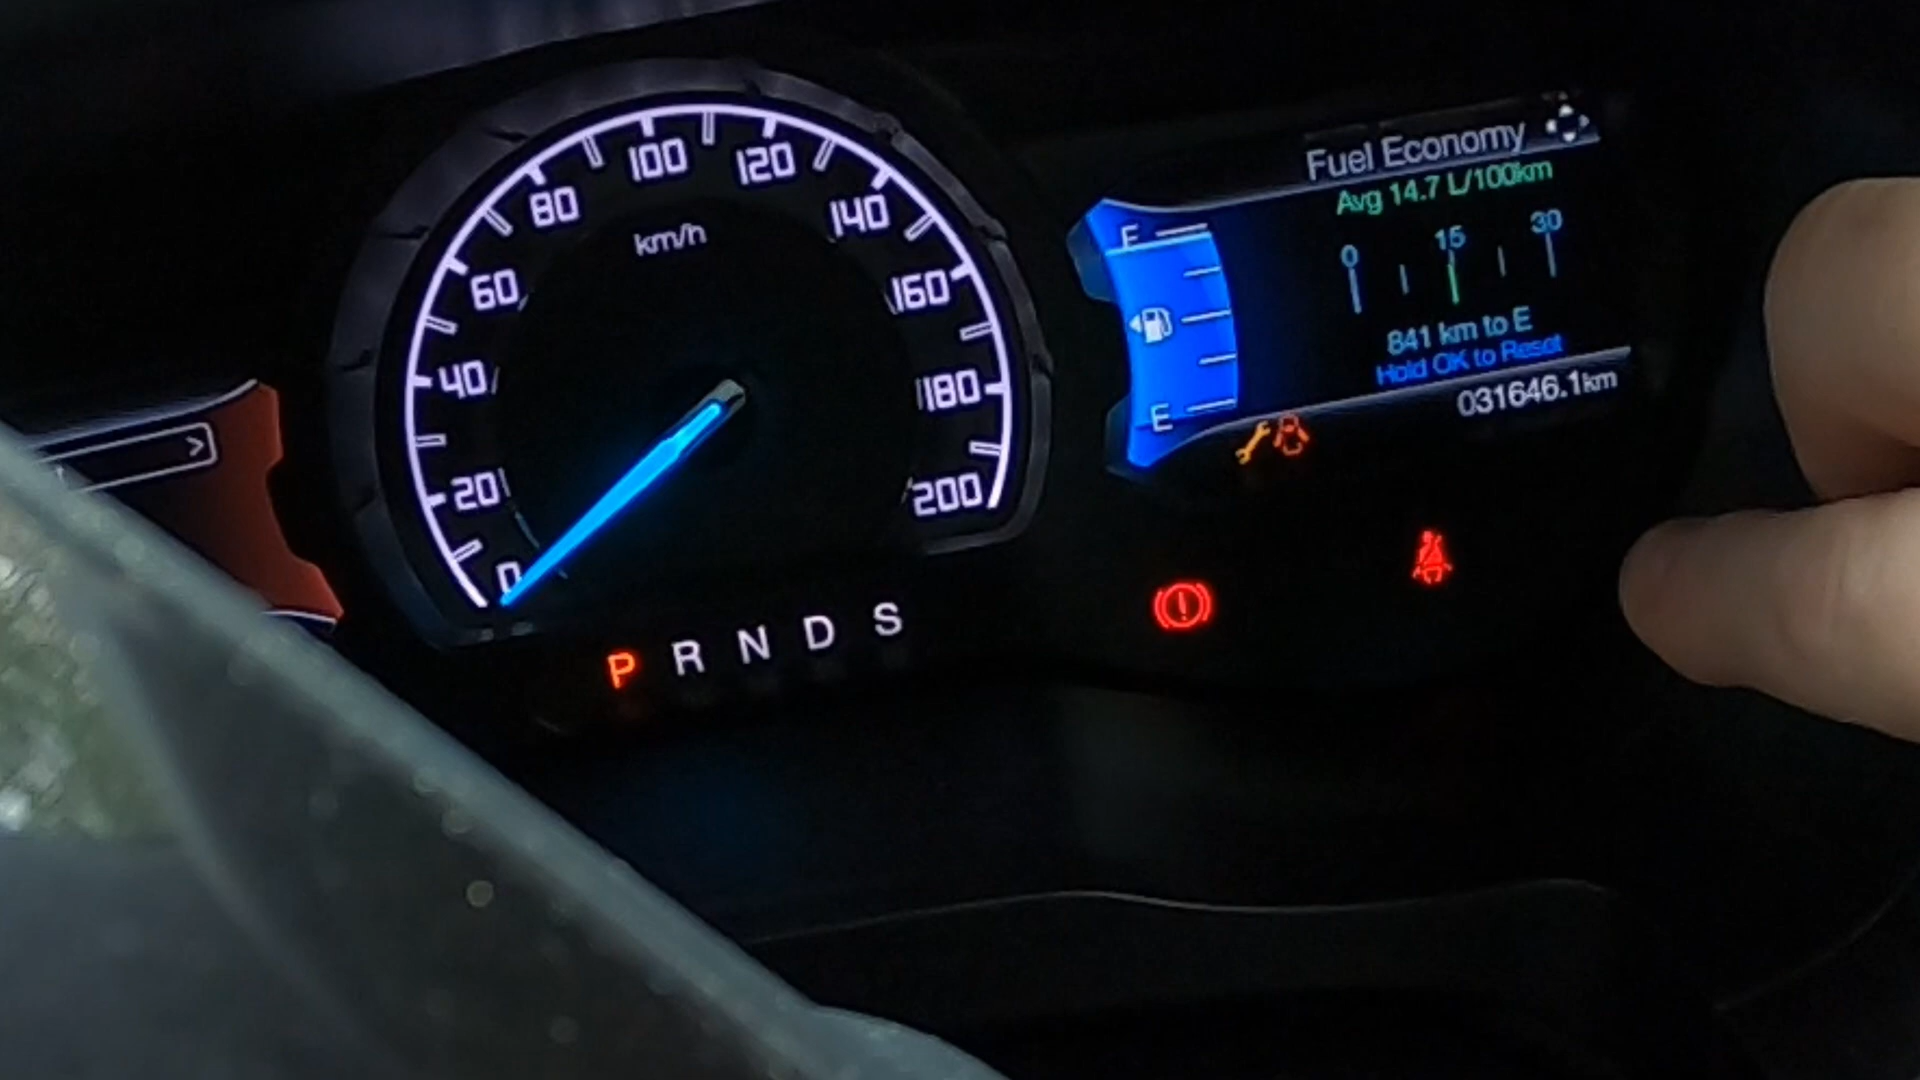 0
20
40
60
80
100
120
140
160
180
200
km/h
P R N D S
>
Fuel Economy
Avg 14.7 L/100km
0 15 30
841 km to E
Hold OK to Reset
031646.1km
F
E